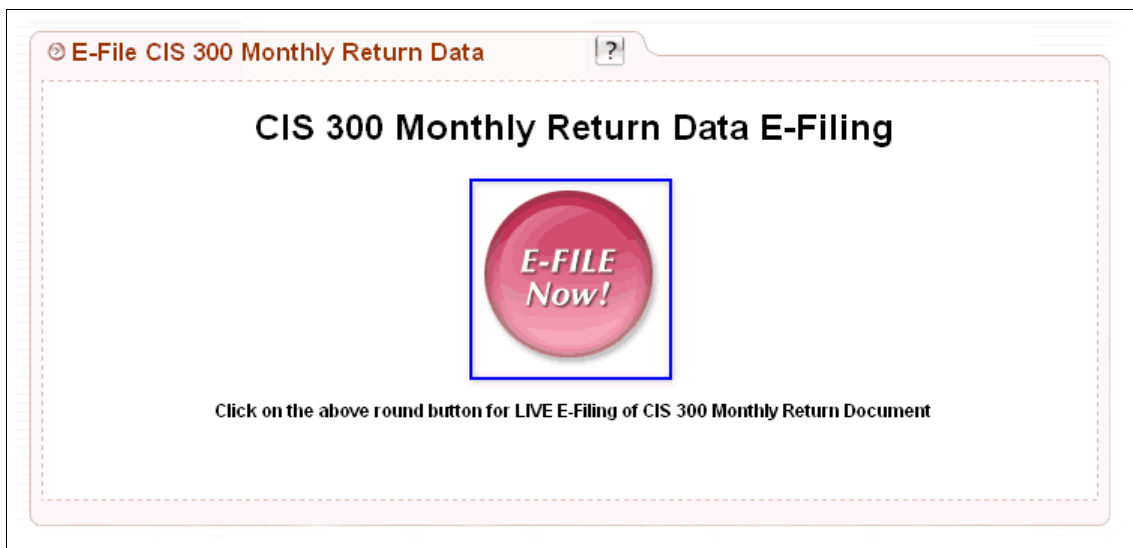 E-File CIS 300 Monthly Return Data
?
CIS 300 Monthly Return Data E-Filing
E-FILE
Now!
Click on the above round button for LIVE E-Filing of CIS 300 Monthly Return Document